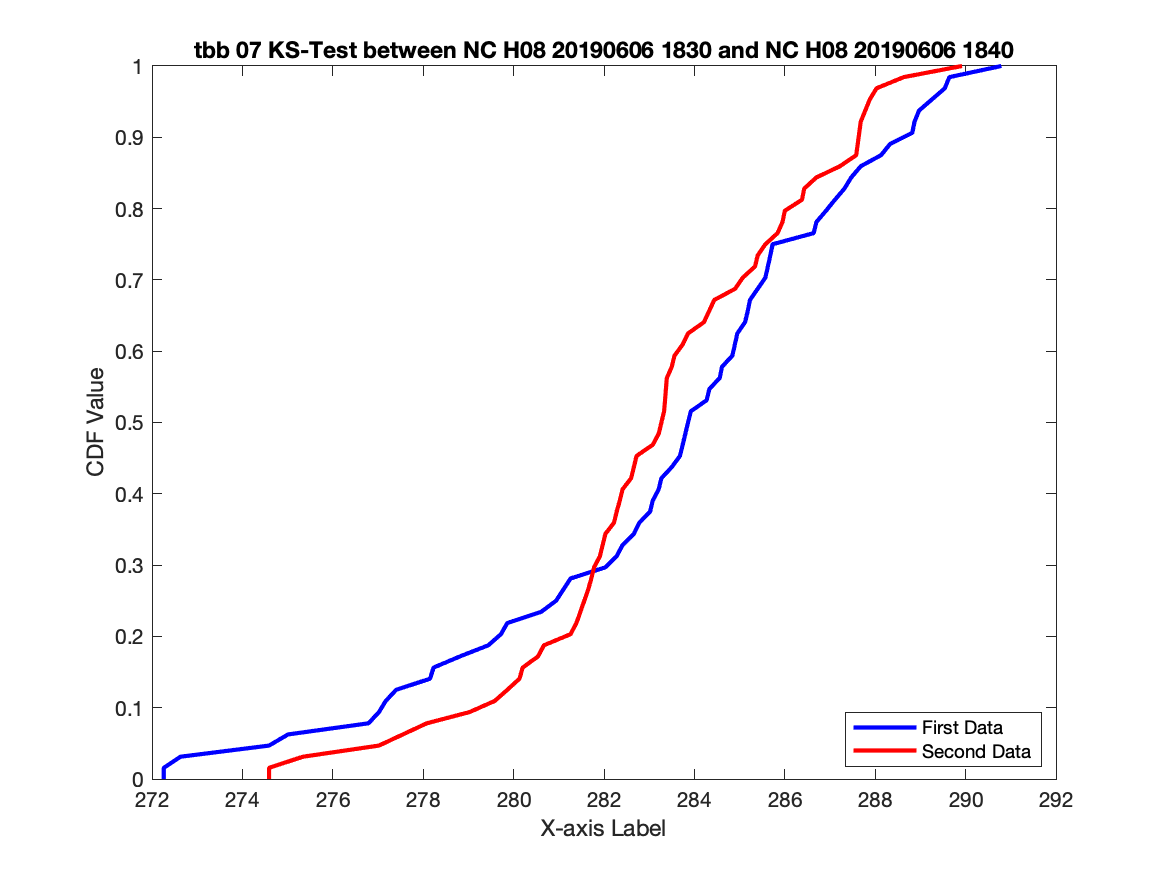 tbb 07 KS-Test between NC H08 20190606 1830 and NC H08 20190606 1840
1
0.9
0.8
0.7
0.6
0.5
0.4
0.3
0.2
0.1
0
CDF Value
First Data
Second Data
272 274 276 278 280 282 284 286 288 290 292
X-axis Label